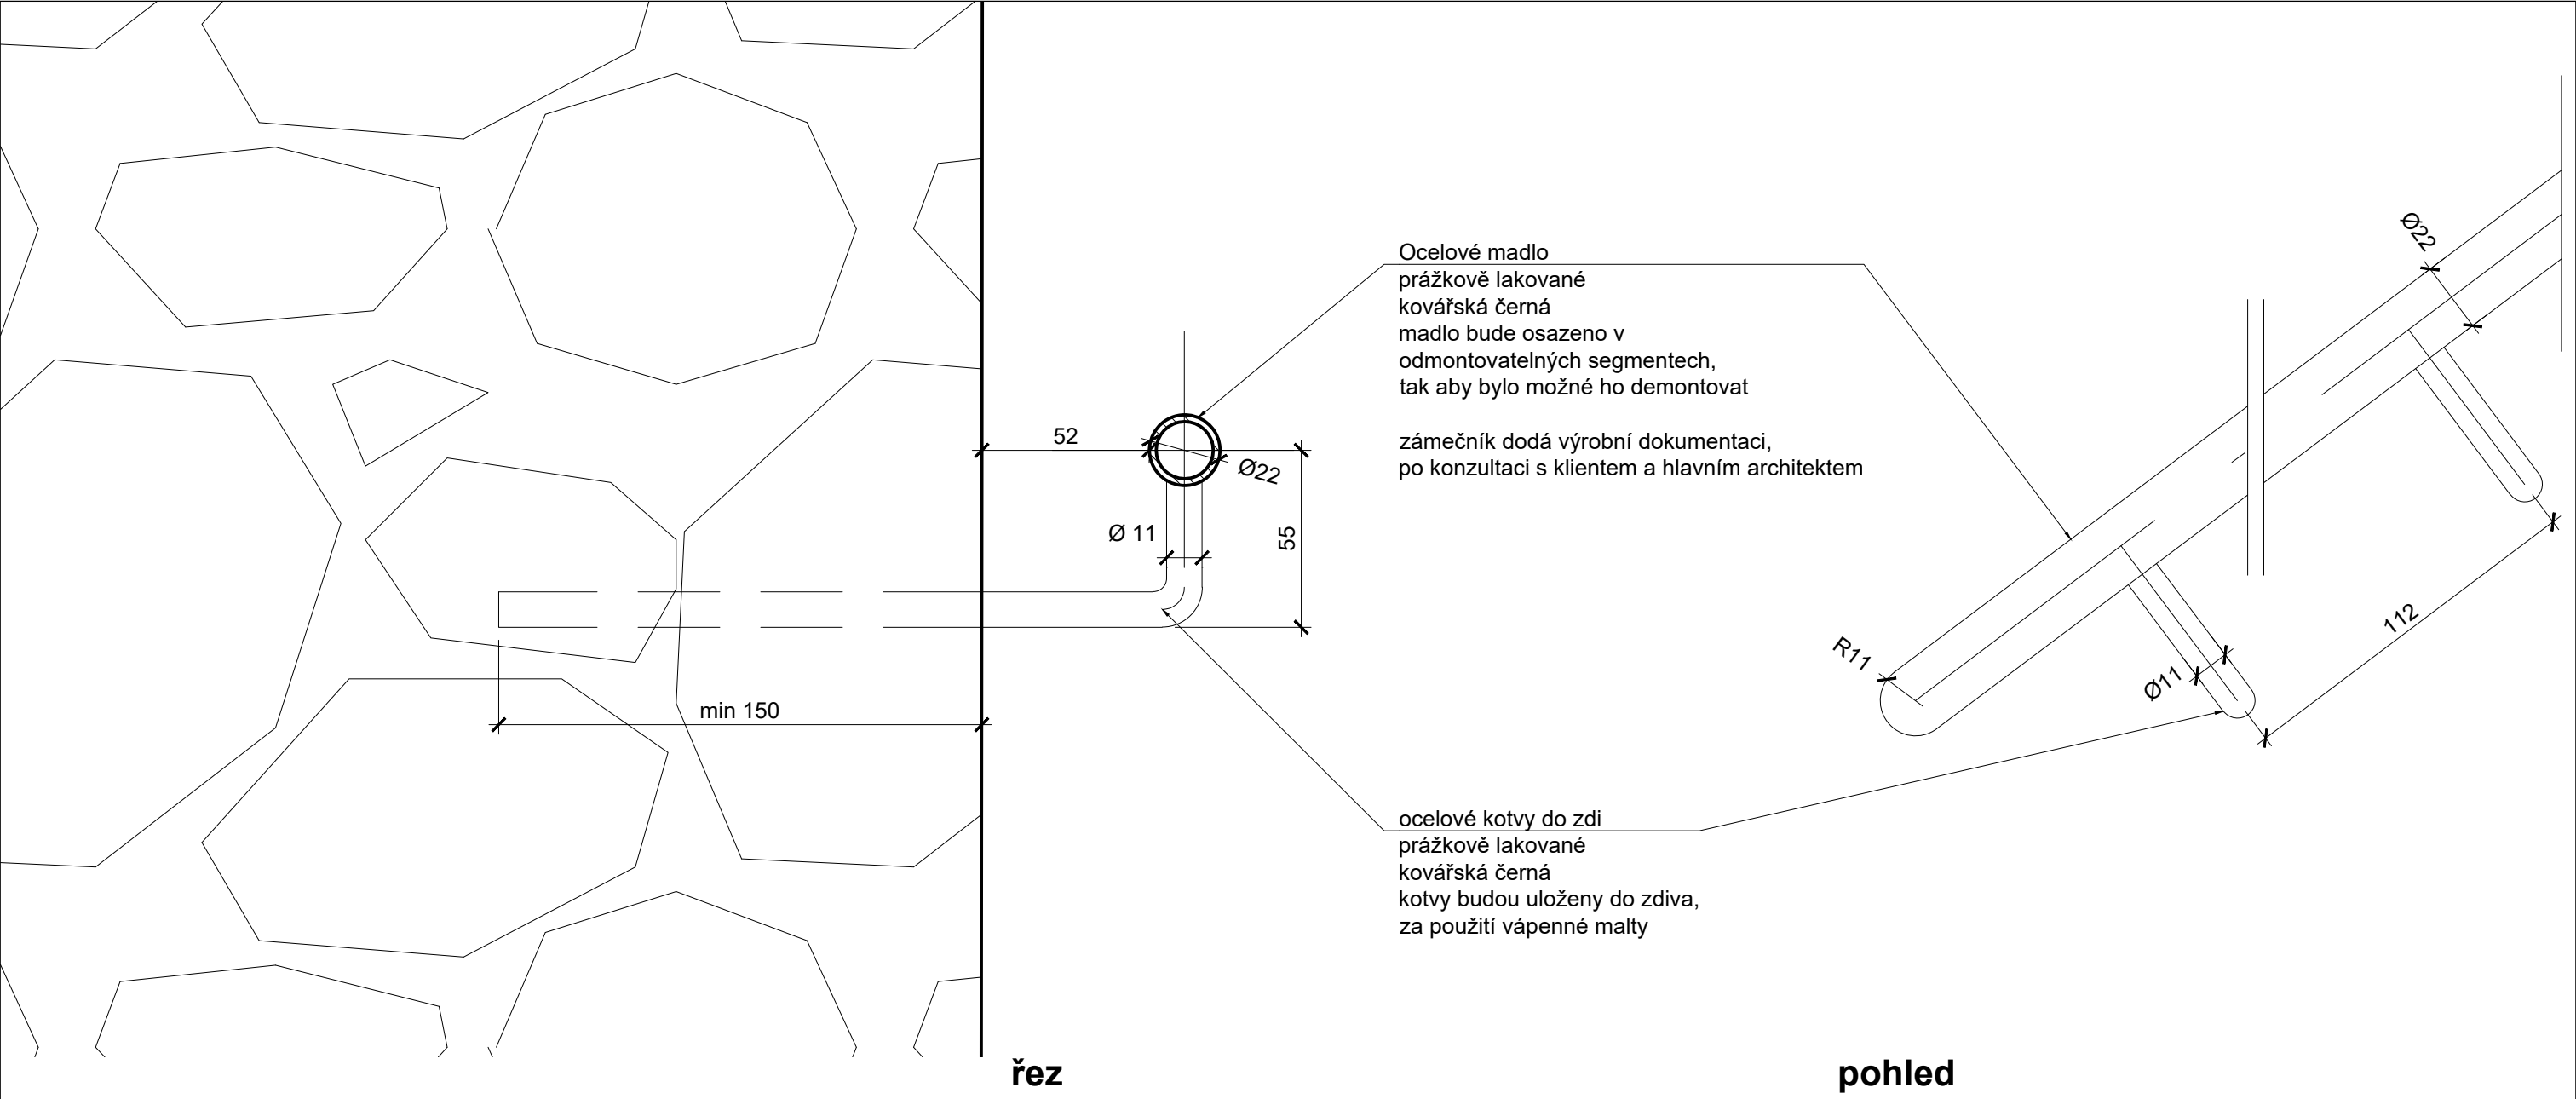 Ocelové madlo
prážkově lakované
kovářská černá
madlo bude osazeno v
odmontovatelných segmentech,
tak aby bylo možné ho demontovat
zámečník dodá výrobní dokumentaci,
po konzultaci s klientem a hlavním architektem
52
Ø22
Ø 11
55
min 150
Ø22
R11
Ø11
112
ocelové kotvy do zdi
prážkově lakované
kovářská černá
kotvy budou uloženy do zdiva,
za použití vápenné malty
řez
pohled